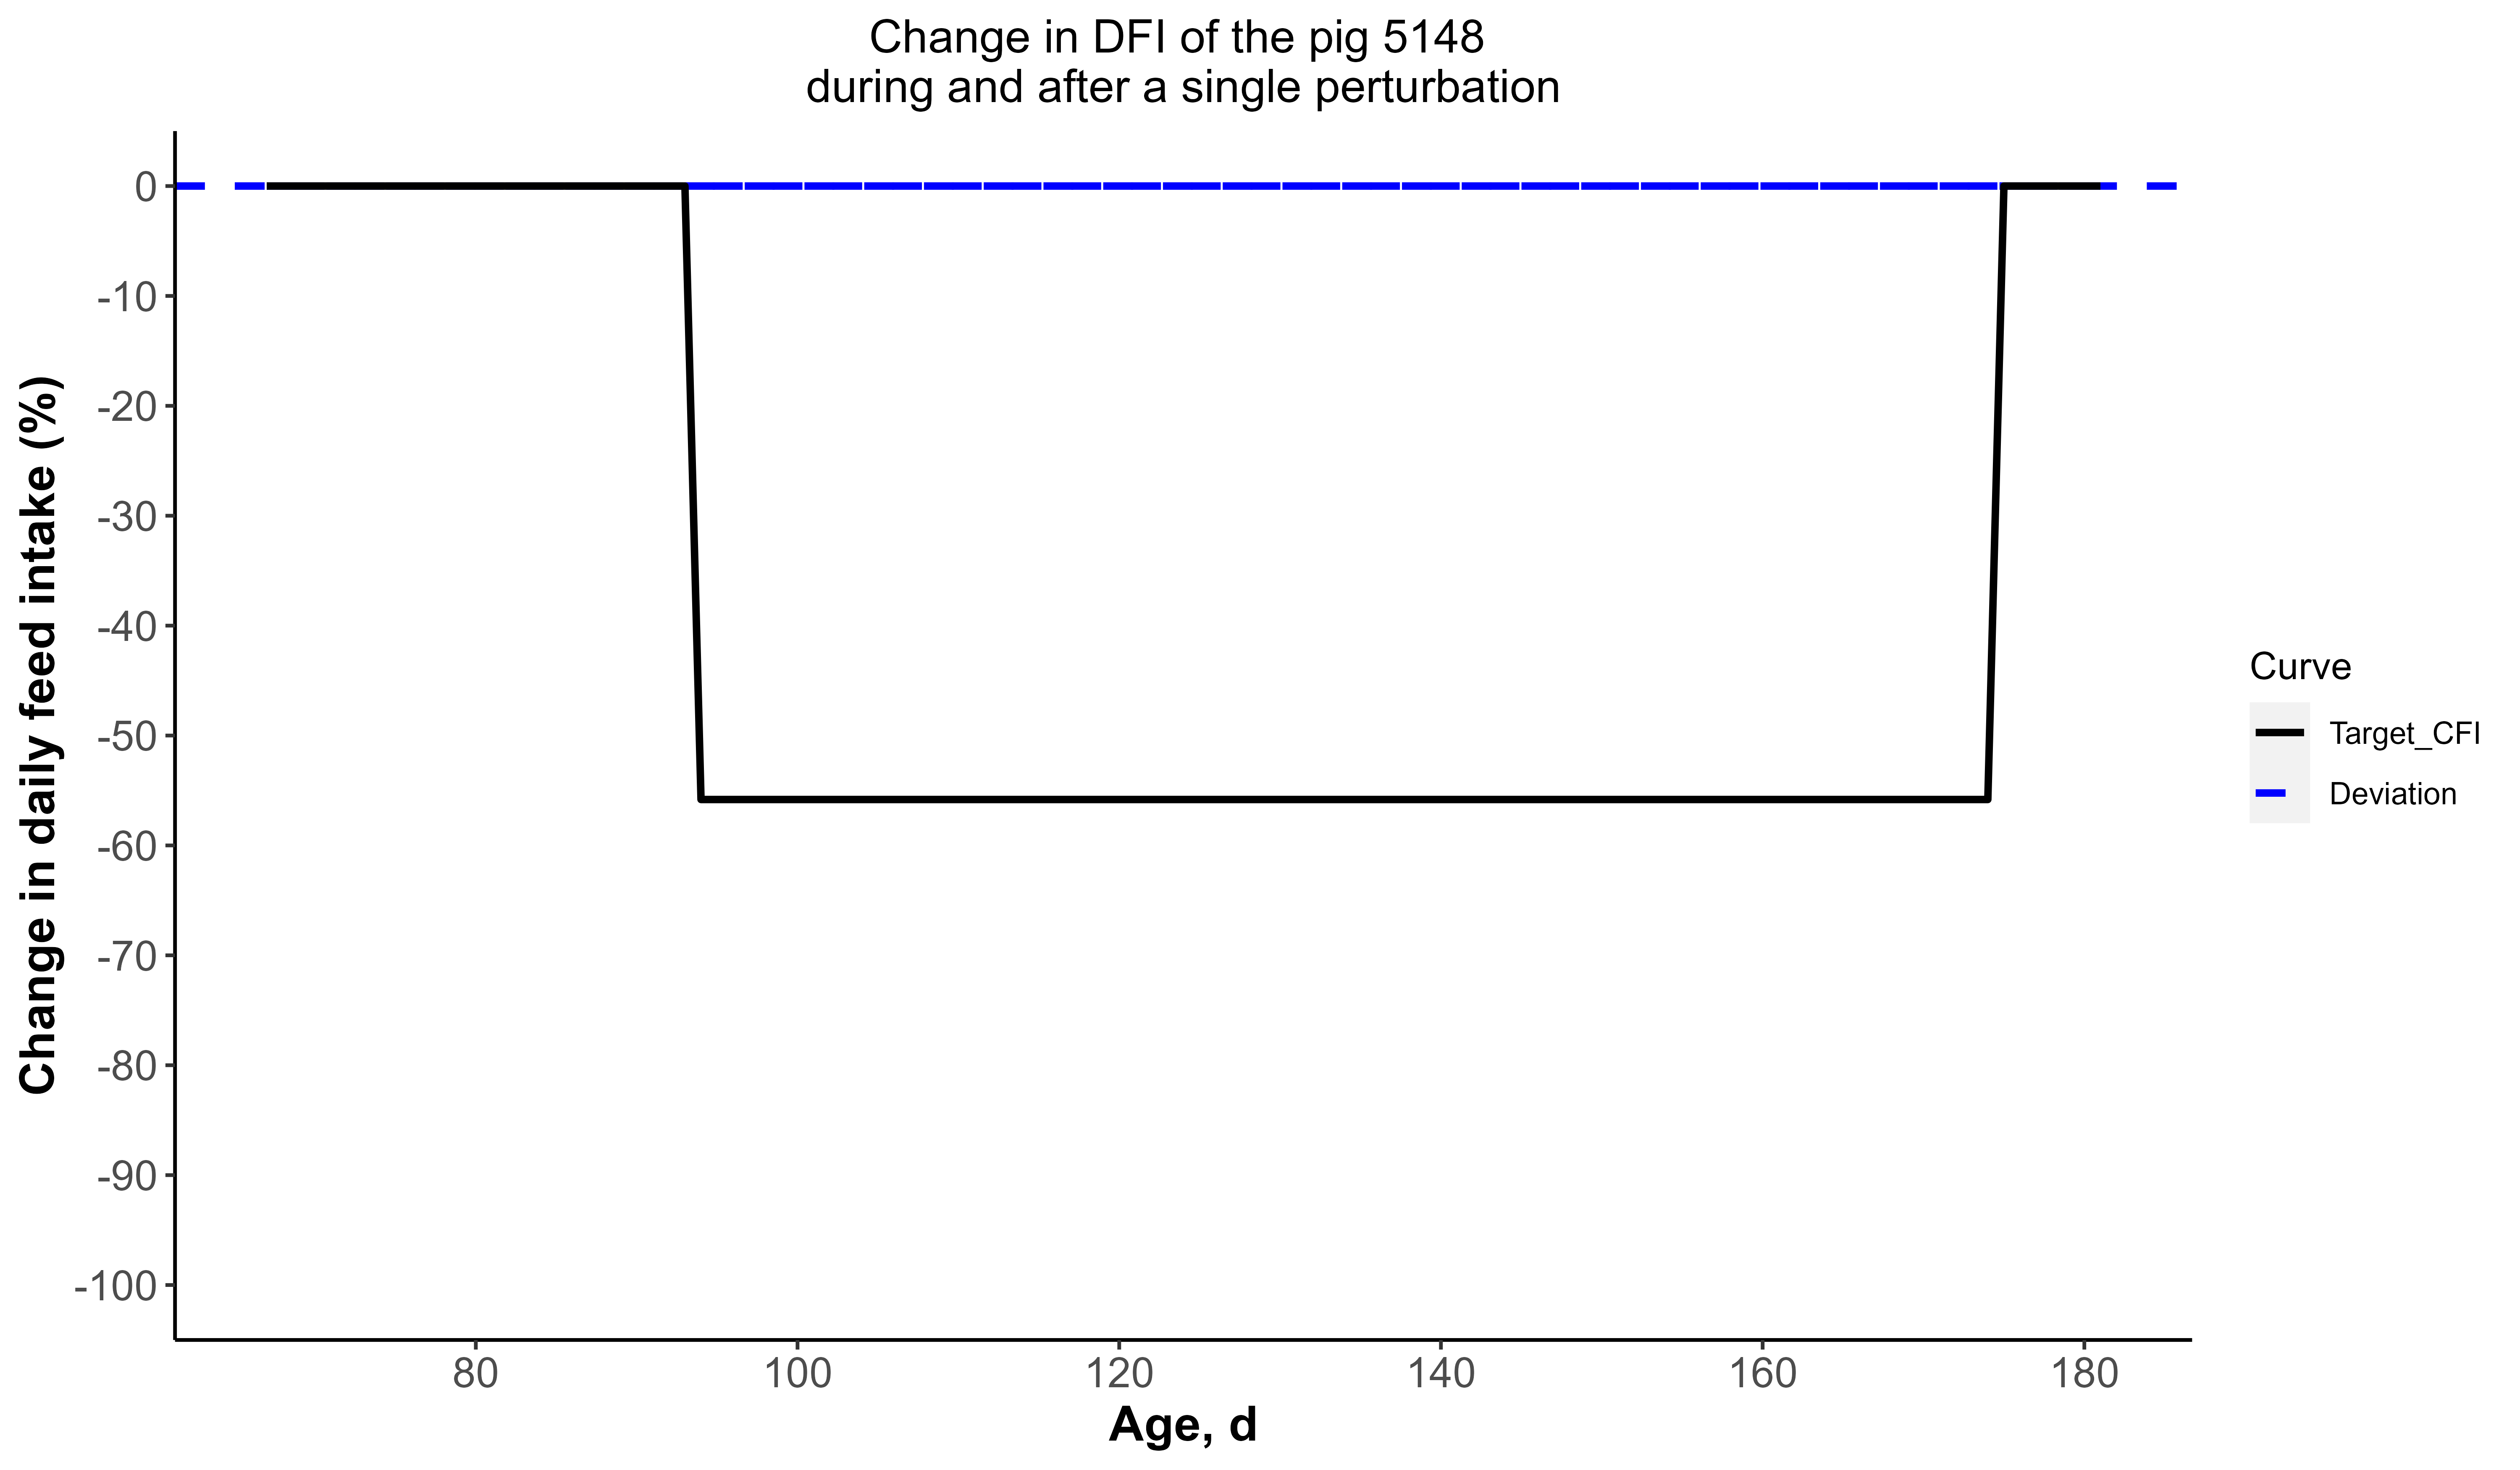 Change in DFI of the pig 5148
during and after a single perturbation
Change in daily feed intake (%)
0
-10
-20
-30
-40
-50
-60
-70
-80
-90
-100
80
100
120
140
160
180
Age, d
Curve
Target_CFI
Deviation